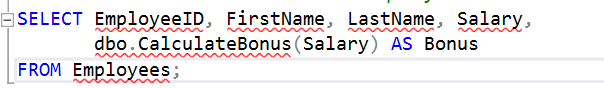 SELECT EmployeeID, FirstName, LastName, Salary,
dbo.CalculateBonus(Salary) AS Bonus
FROM Employees;